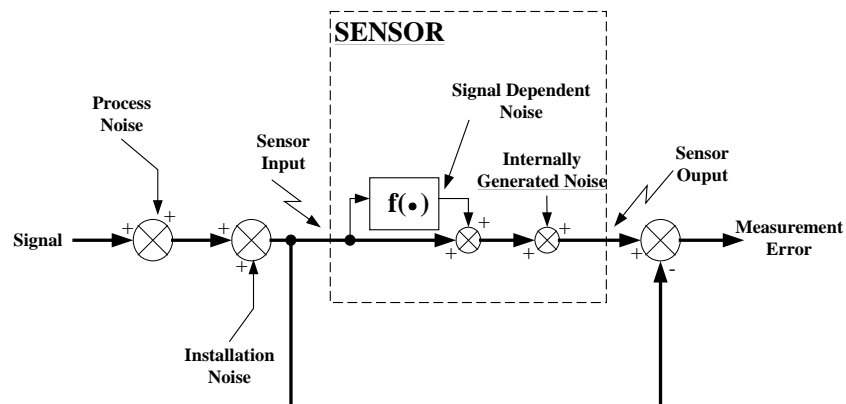 SENSOR
Process
Noise
Signal Dependent
Noise
Sensor
Input
Internally
Generated Noise
Sensor
Ouput
f(•)
+
+
+
+
+
+
+
+
+
-
Signal
Measurement
Error
Installation
Noise